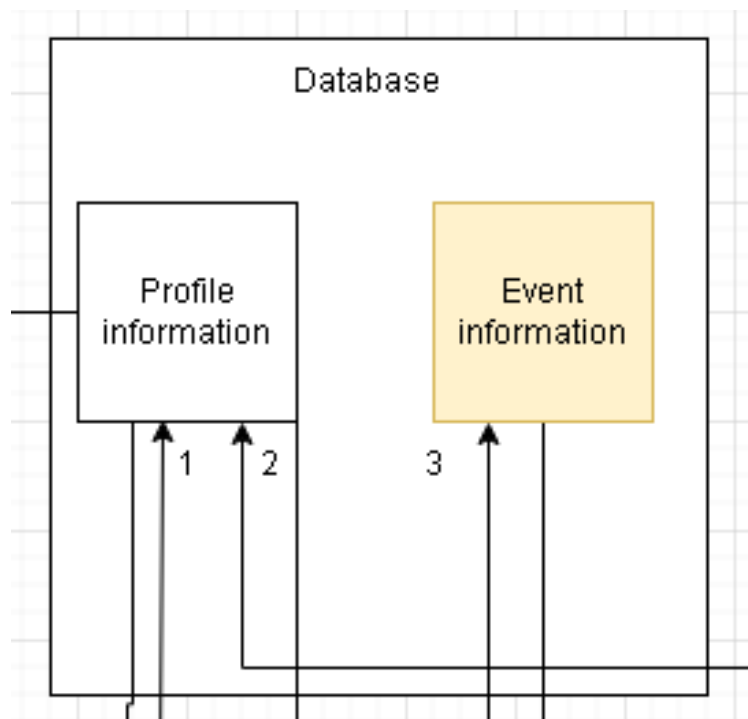 Database
Profile
information
Event
information
1
2
3